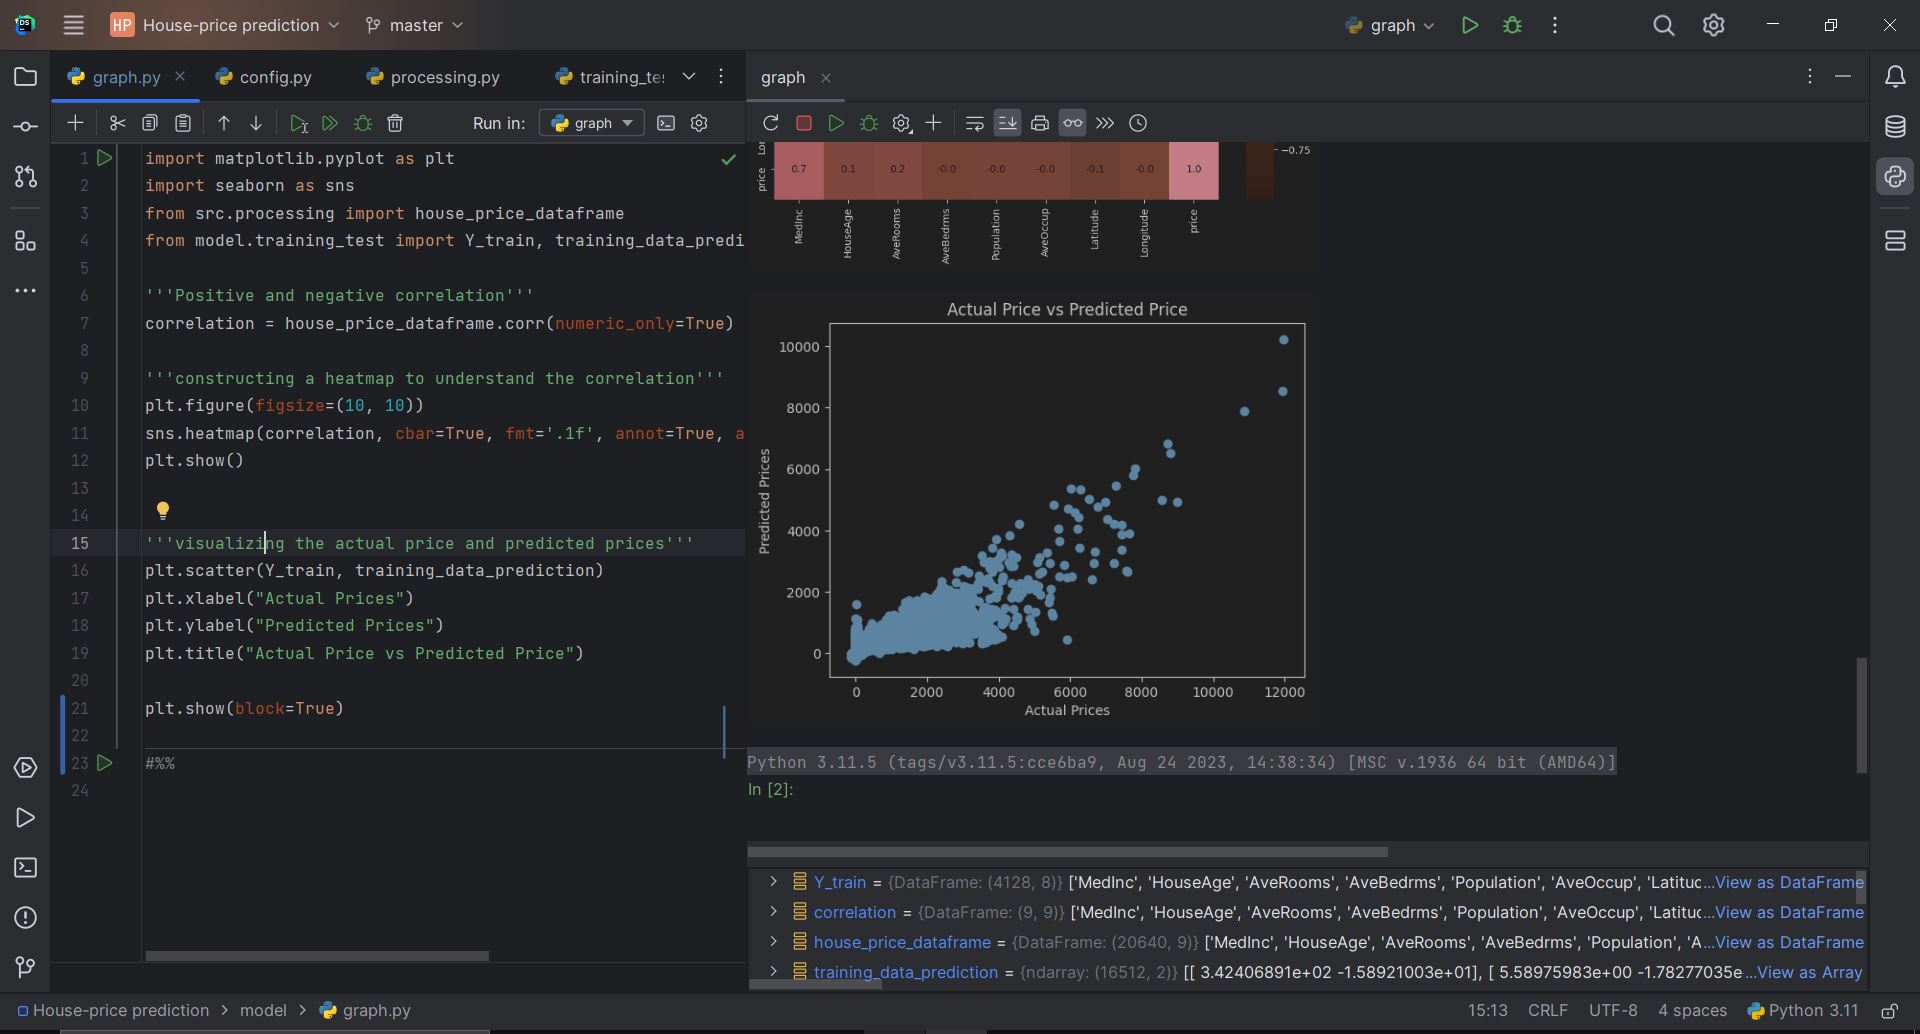 HP House-price prediction master graph
graph.py config.py processing.py training_te graph
Run in: graph
1 import matplotlib.pyplot as plt
2 import seaborn as sns
3 from src.processing import house_price_dataframe
4 from model.training_test import Y_train, training_data_predi
5
6 '''Positive and negative correlation'''
7 correlation = house_price_dataframe.corr(numeric_only=True)
8
9 '''constructing a heatmap to understand the correlation'''
10 plt.figure(figsize=(10, 10))
11 sns.heatmap(correlation, cbar=True, fmt='.1f', annot=True, a
12 plt.show()
13
14
15 '''visualizing the actual price and predicted prices'''
16 plt.scatter(Y_train, training_data_prediction)
17 plt.xlabel("Actual Prices")
18 plt.ylabel("Predicted Prices")
19 plt.title("Actual Price vs Predicted Price")
20
21 plt.show(block=True)
22
23 #%%
24
Lor
price 0.7 0.1 0.2 -0.0 -0.0 -0.0 -0.1 -0.0 1.0
−0.75
MedInc HouseAge AveRooms AveBedrms Population AveOccup Latitude Longitude price
Actual Price vs Predicted Price
10000
8000
6000
4000
2000
0
Predicted Prices
0 2000 4000 6000 8000 10000 12000
Actual Prices
Python 3.11.5 (tags/v3.11.5:cce6ba9, Aug 24 2023, 14:38:34) [MSC v.1936 64 bit (AMD64)]
In [2]:
Y_train = {DataFrame: (4128, 8)} ['MedInc', 'HouseAge', 'AveRooms', 'AveBedrms', 'Population', 'AveOccup', 'Latituc...View as DataFrame
correlation = {DataFrame: (9, 9)} ['MedInc', 'HouseAge', 'AveRooms', 'AveBedrms', 'Population', 'AveOccup', 'Latituc...View as DataFrame
house_price_dataframe = {DataFrame: (20640, 9)} ['MedInc', 'HouseAge', 'AveRooms', 'AveBedrms', 'Population', 'A...View as DataFrame
training_data_prediction = {ndarray: (16512, 2)} [[ 3.42406891e+02 -1.58921003e+01], [ 5.58975983e+00 -1.78277035e...View as Array
House-price prediction > model > graph.py 15:13 CRLF UTF-8 4 spaces Python 3.11